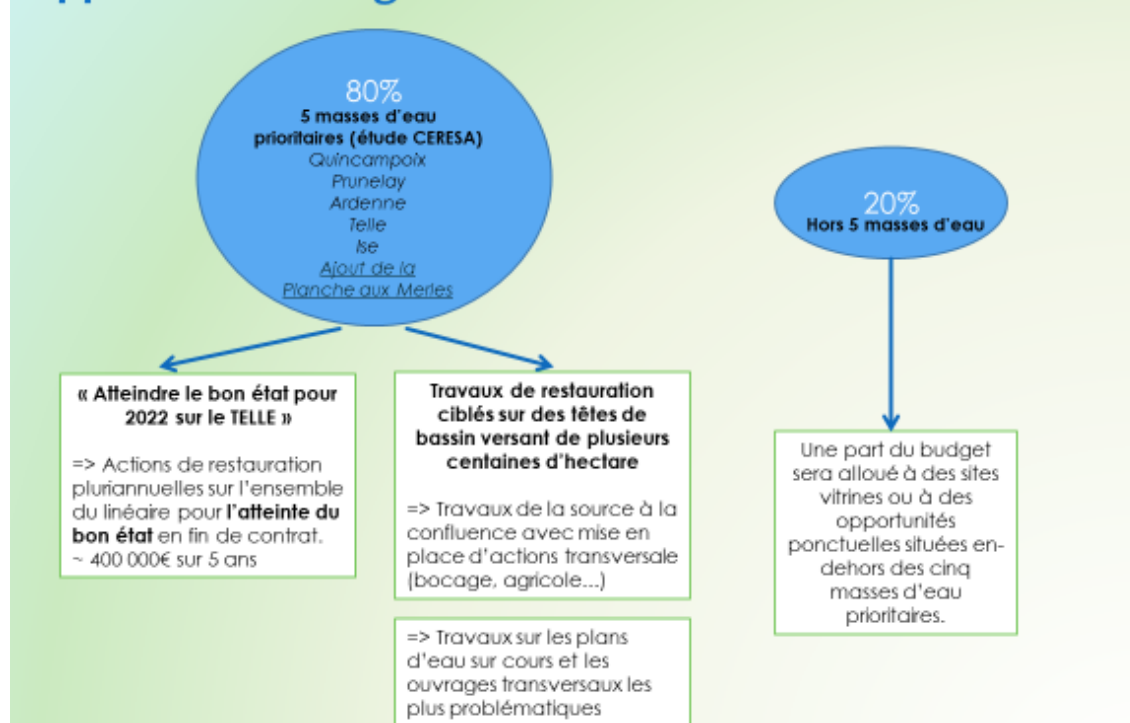 80%
5 masses d'eau
prioritaires (étude CERESA)
Quincampoix
Prunelay
Ardenne
Telle
Ise
Ajout de la
Planche aux Merles
20%
Hors 5 masses d'eau
« Atteindre le bon état pour
2022 sur le TELLE »
=> Actions de restauration
pluriannuelles sur l'ensemble
du linéaire pour l'atteinte du
bon état en fin de contrat.
~ 400 000€ sur 5 ans
Travaux de restauration
ciblés sur des têtes de
bassin versant de plusieurs
centaines d'hectare
=> Travaux de la source à la
confluence avec mise en
place d'actions transversale
(bocage, agricole...)
=> Travaux sur les plans
d'eau sur cours et les
ouvrages transversaux les
plus problématiques
Une part du budget
sera alloué à des sites
vitrines ou à des
opportunités
ponctuelles situées en-
dehors des cinq
masses d'eau
prioritaires.